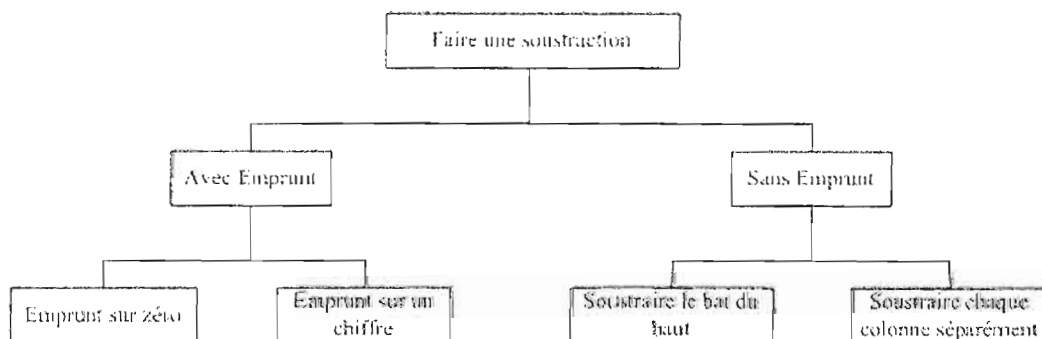 Faire une soustraction
Avec Emprunt
Sans Emprunt
Emprunt sur zéro
Emprunt sur un
chiffre
Soustraire le bat du
haut
Soustraire chaque
colonne séparément